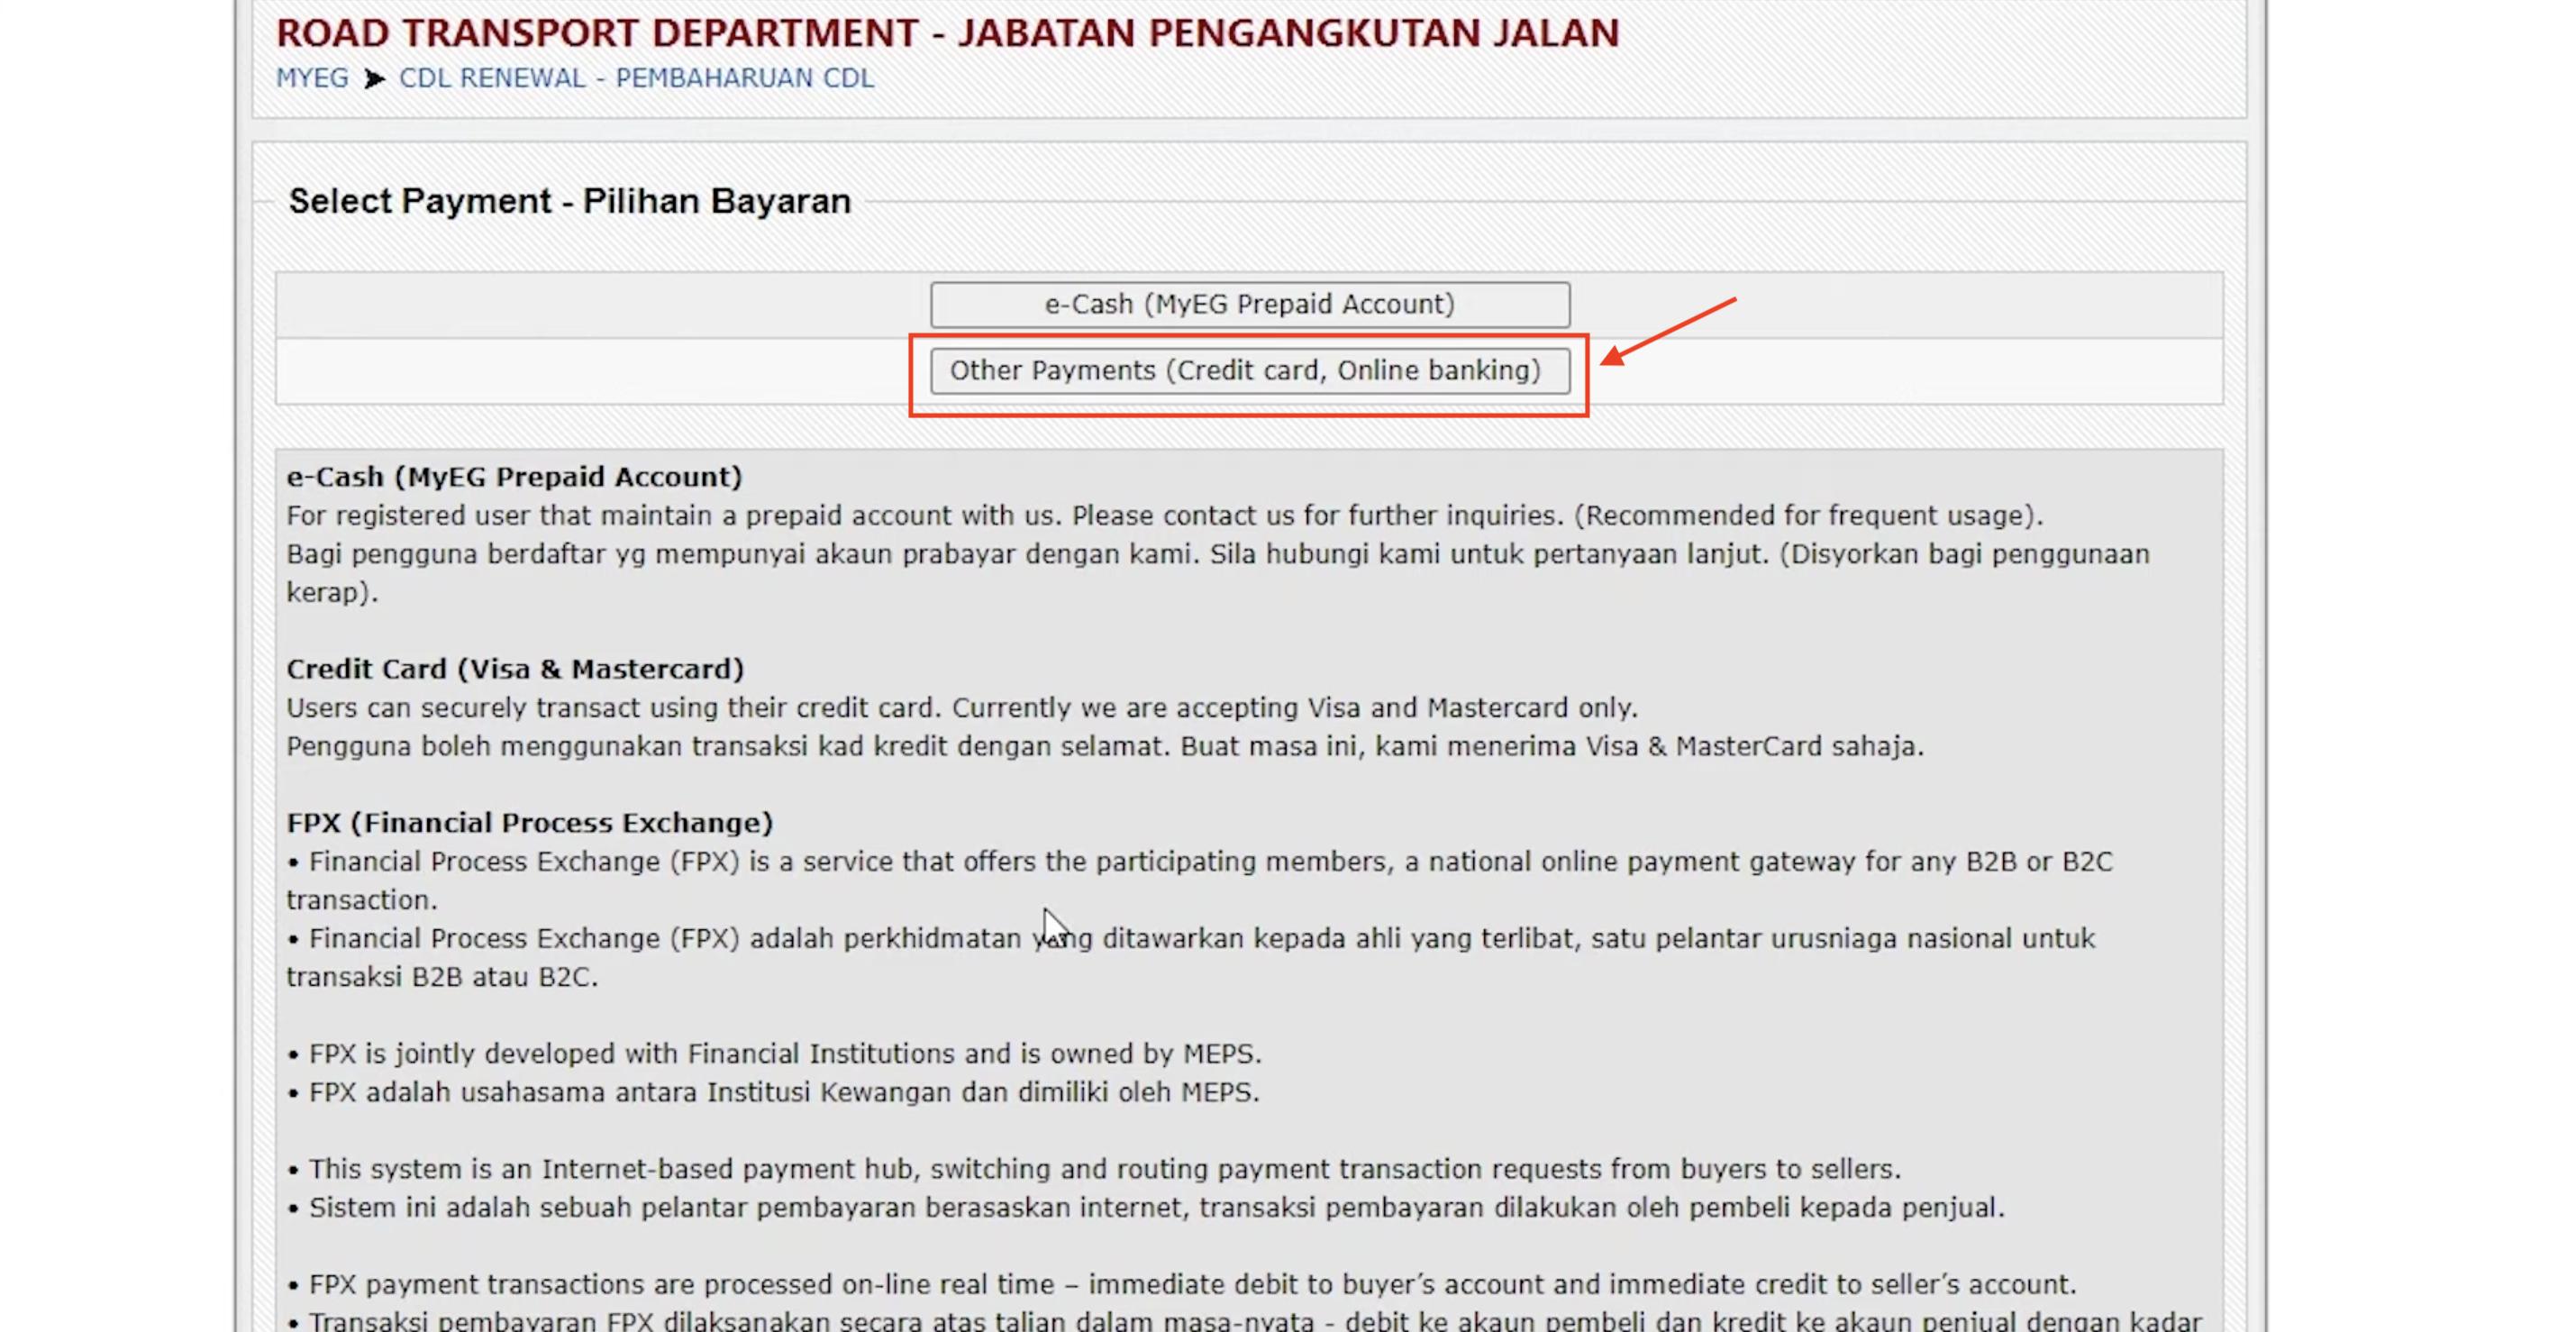 ROAD TRANSPORT DEPARTMENT - JABATAN PENGANGKUTAN JALAN
MYEG ➤ CDL RENEWAL - PEMBAHARUAN CDL
Select Payment - Pilihan Bayaran
e-Cash (MyEG Prepaid Account)
Other Payments (Credit card, Online banking)
e-Cash (MyEG Prepaid Account)
For registered user that maintain a prepaid account with us. Please contact us for further inquiries. (Recommended for frequent usage).
Bagi pengguna berdaftar yg mempunyai akaun prabayar dengan kami. Sila hubungi kami untuk pertanyaan lanjut. (Disyorkan bagi penggunaan
kerap).
Credit Card (Visa & Mastercard)
Users can securely transact using their credit card. Currently we are accepting Visa and Mastercard only.
Pengguna boleh menggunakan transaksi kad kredit dengan selamat. Buat masa ini, kami menerima Visa & MasterCard sahaja.
FPX (Financial Process Exchange)
• Financial Process Exchange (FPX) is a service that offers the participating members, a national online payment gateway for any B2B or B2C
transaction.
• Financial Process Exchange (FPX) adalah perkhidmatan yang ditawarkan kepada ahli yang terlibat, satu pelantar urusniaga nasional untuk
transaksi B2B atau B2C.
• FPX is jointly developed with Financial Institutions and is owned by MEPS.
• FPX adalah usahasama antara Institusi Kewangan dan dimiliki oleh MEPS.
• This system is an Internet-based payment hub, switching and routing payment transaction requests from buyers to sellers.
• Sistem ini adalah sebuah pelantar pembayaran berasaskan internet, transaksi pembayaran dilakukan oleh pembeli kepada penjual.
• FPX payment transactions are processed on-line real time – immediate debit to buyer’s account and immediate credit to seller’s account.
• Transaksi pembayaran FPX dilaksanakan secara atas talian dalam masa-nyata - debit ke akaun pembeli dan kredit ke akaun penjual dengan kadar